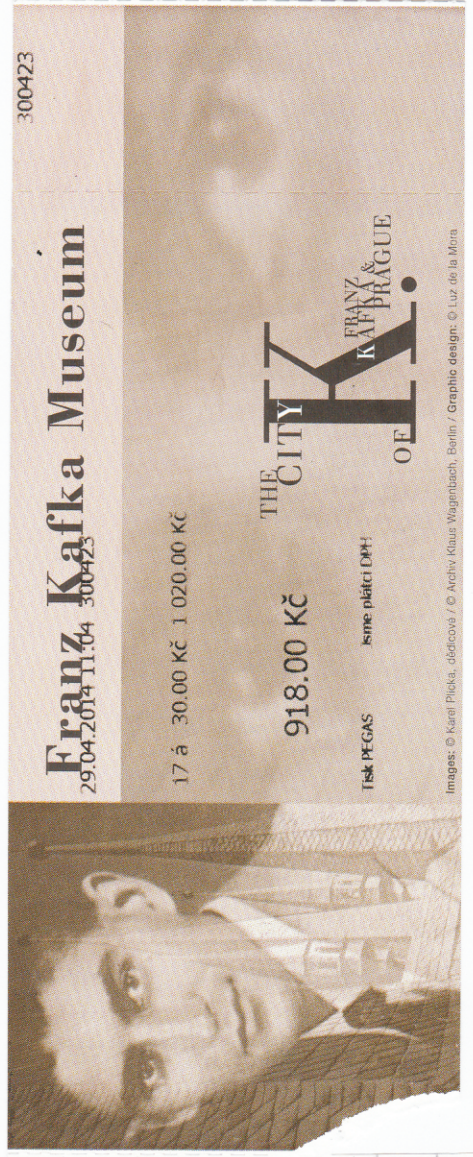 300423
Franz Kafka Museum
29.04.2014 11:04 300423
17 á 30.00 Kč 1 020.00 Kč
THE
CITY
918.00 Kč
K.
FRANZ
KAFKA &
PRAGUE
OF
Tisk PEGAS Jsme plátci DPH
Images: © Karel Plicka, dědicové / © Archiv Klaus Wagenbach, Berlin / Graphic design: © Luz de la Mora